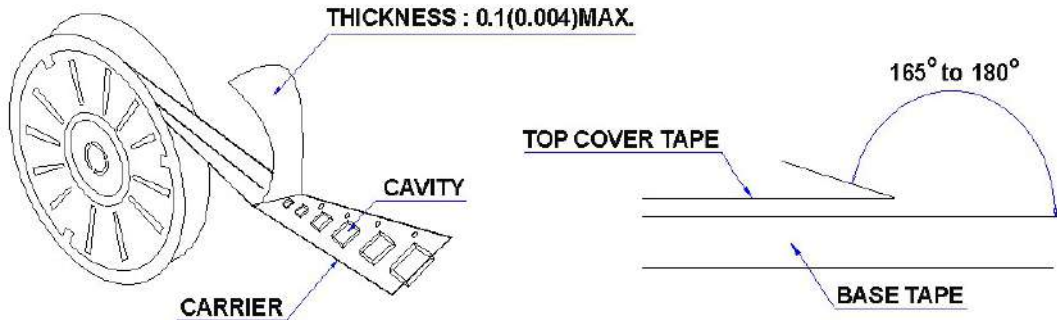 THICKNESS : 0.1(0.004)MAX.
165° to 180°
TOP COVER TAPE
CAVITY
CARRIER
BASE TAPE